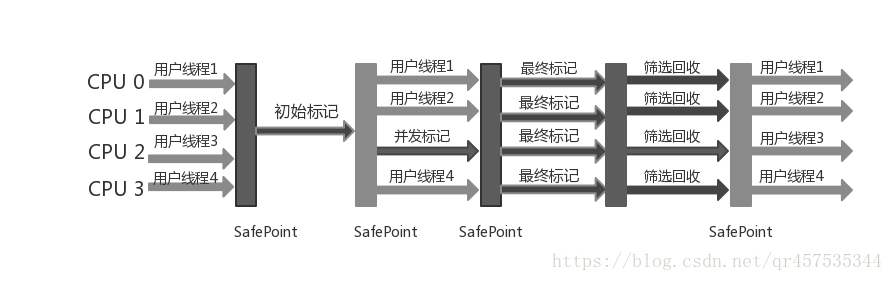 CPU 0
CPU 1
CPU 2
CPU 3
用户线程1
用户线程2
用户线程3
用户线程4
初始标记
用户线程1
用户线程2
并发标记
用户线程4
最终标记
最终标记
最终标记
最终标记
筛选回收
筛选回收
筛选回收
筛选回收
用户线程1
用户线程2
用户线程3
用户线程4
SafePoint
SafePoint
SafePoint
SafePoint
https://blog.csdn.net/qr457535344